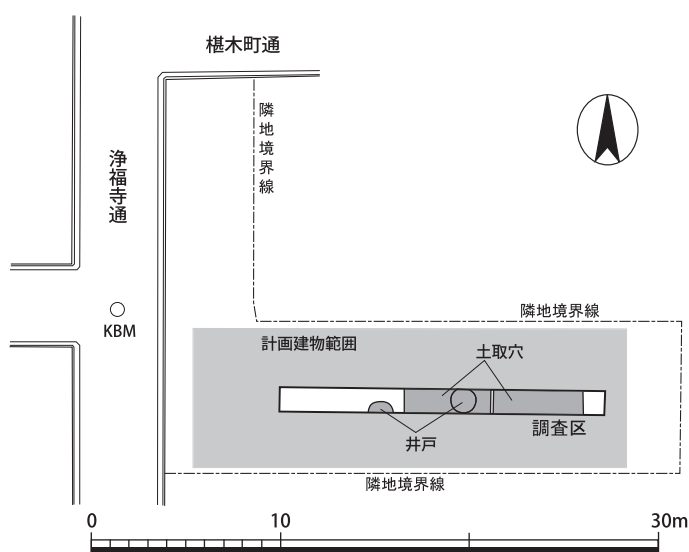 椹木町通
隣地境界線
浄福寺通
KBM
隣地境界線
計画建物範囲
土取穴
調査区
井戸
隣地境界線
0 10 30m